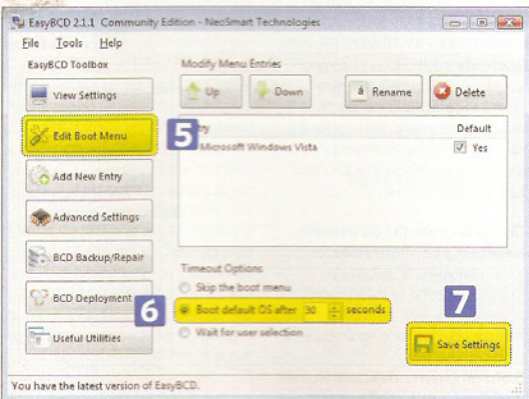 EasyBCD 2.1.1 Community Edition - NeoSmart Technologies
File Tools Help
EasyBCD Toolbox
View Settings
Edit Boot Menu
Add New Entry
Advanced Settings
BCD Backup/Repair
BCD Deployment
Useful Utilities
5
Modify Menu Entries
Up Down á Rename Delete
Default
Microsoft Windows Vista Yes
Timeout Options
Skip the boot menu
6
Boot default OS after 30 seconds
Wait for user selection
7
Save Settings
You have the latest version of EasyBCD.